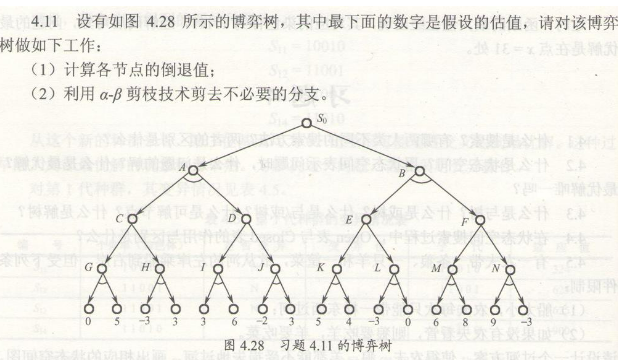 4.11 设有如图 4.28 所示的博弈树，其中最下面的数字是假设的估值，请对该博弈
树做如下工作：
（1）计算各节点的倒退值；
（2）利用 α-β 剪枝技术剪去不必要的分支。
S₀
A B
C D E F
G H I J K L M N
0 5 −3 3 3 6 −2 3 5 4 −3 0 6 8 9 −3
图 4.28 习题 4.11 的博弈树